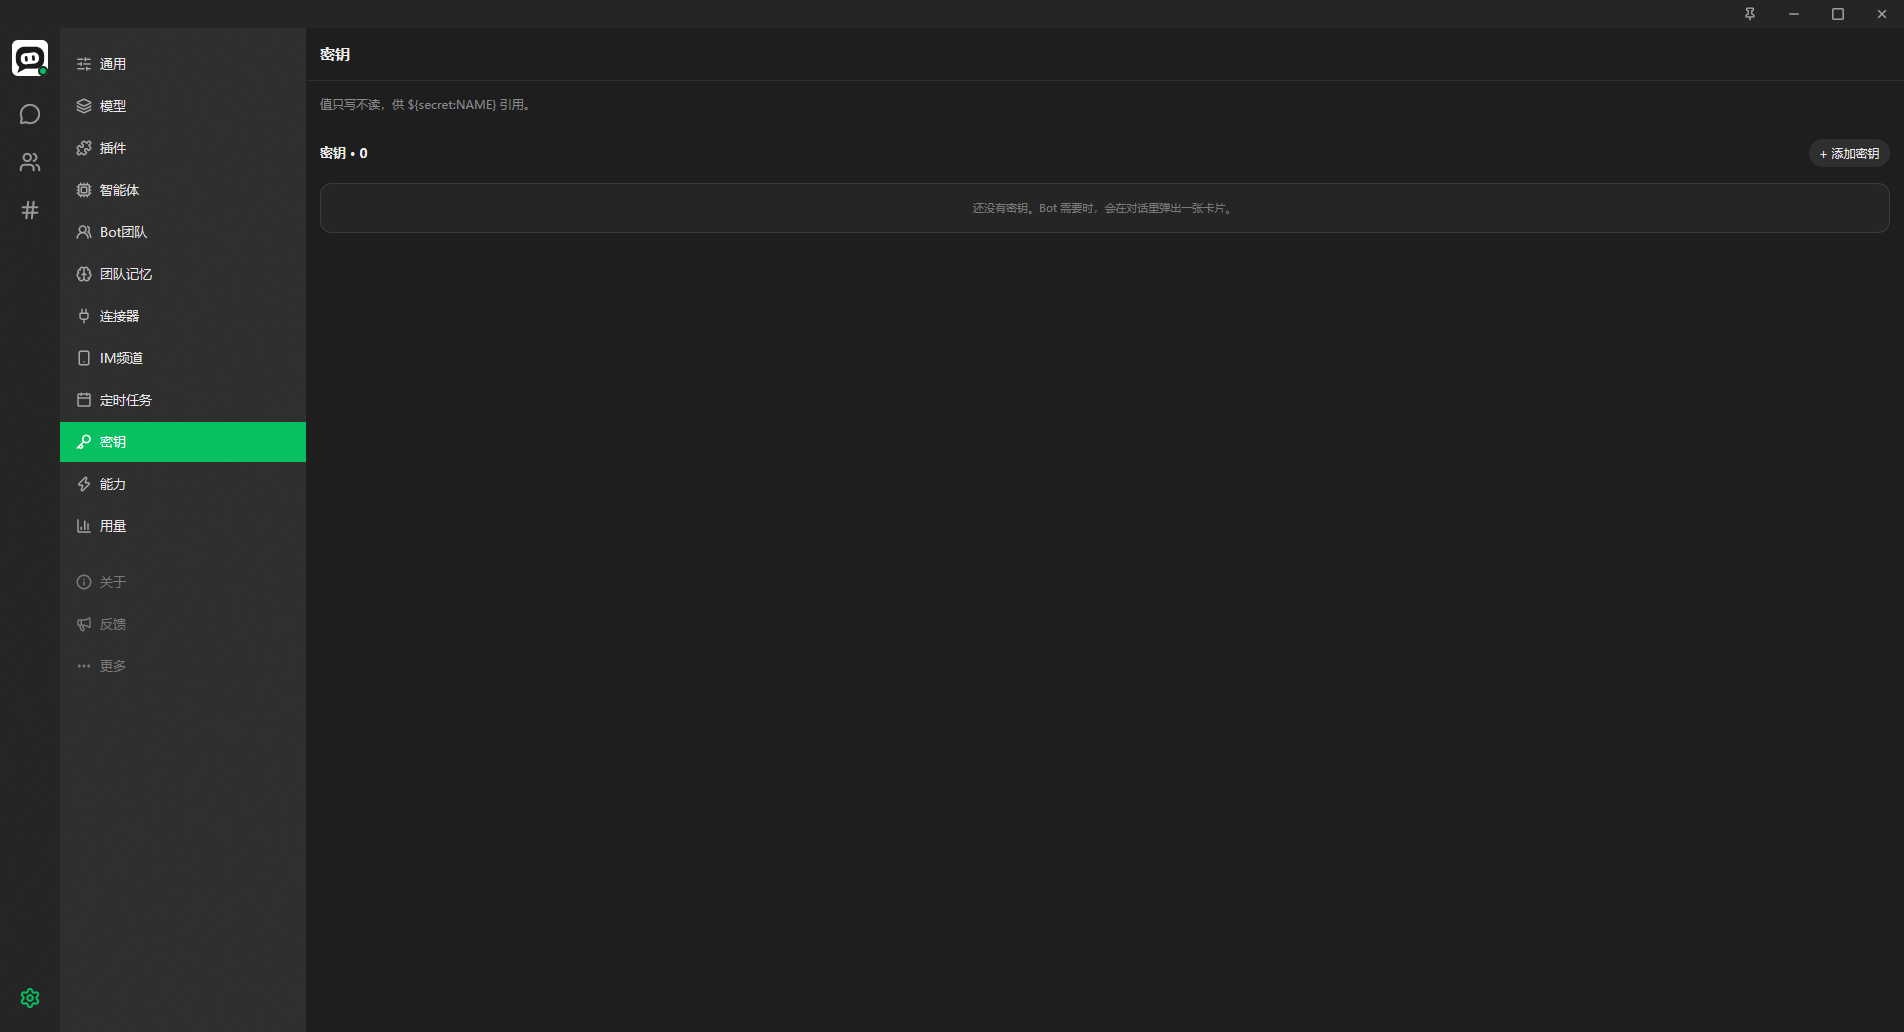 通用
模型
插件
智能体
Bot团队
团队记忆
连接器
IM频道
定时任务
密钥
能力
用量
关于
反馈
更多
密钥
值只写不读，供 ${secret:NAME} 引用。
密钥 • 0
+ 添加密钥
还没有密钥。Bot 需要时，会在对话里弹出一张卡片。